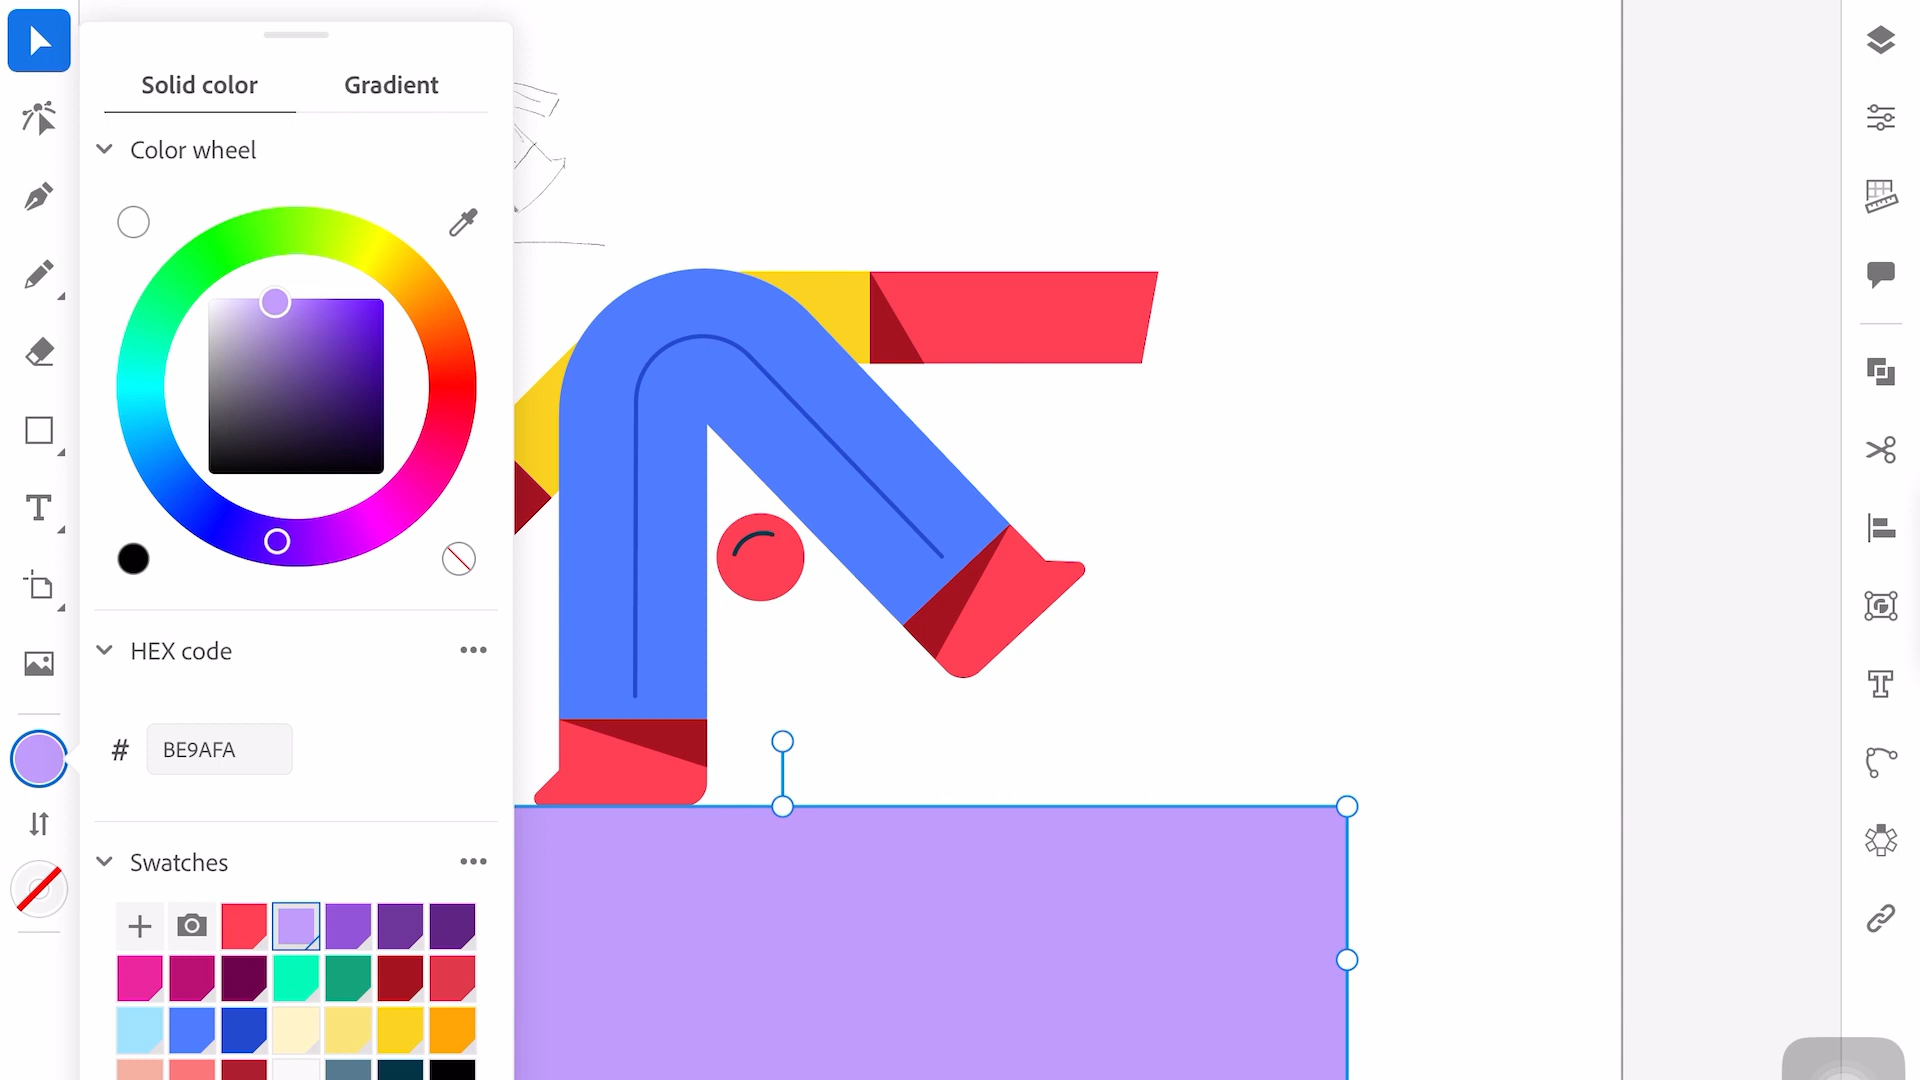 Solid color
Gradient
Color wheel
HEX code
# BE9AFA
Swatches